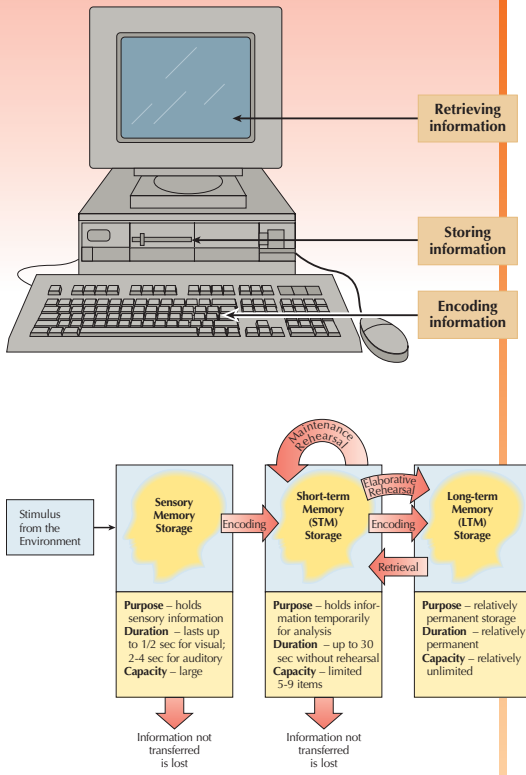 Retrieving
information
Storing
information
Encoding
information
Maintenance
Rehearsal
Elaborative
Rehearsal
Stimulus
from the
Environment
Sensory
Memory
Storage
Encoding
Short-term
Memory
(STM)
Storage
Encoding
Retrieval
Long-term
Memory
(LTM)
Storage
Purpose – holds
sensory information
Duration – lasts up
to 1/2 sec for visual;
2-4 sec for auditory
Capacity – large
Purpose – holds infor-
mation temporarily
for analysis
Duration – up to 30
sec without rehearsal
Capacity – limited
5-9 items
Purpose – relatively
permanent storage
Duration – relatively
permanent
Capacity – relatively
unlimited
Information not
transferred
is lost
Information not
transferred
is lost